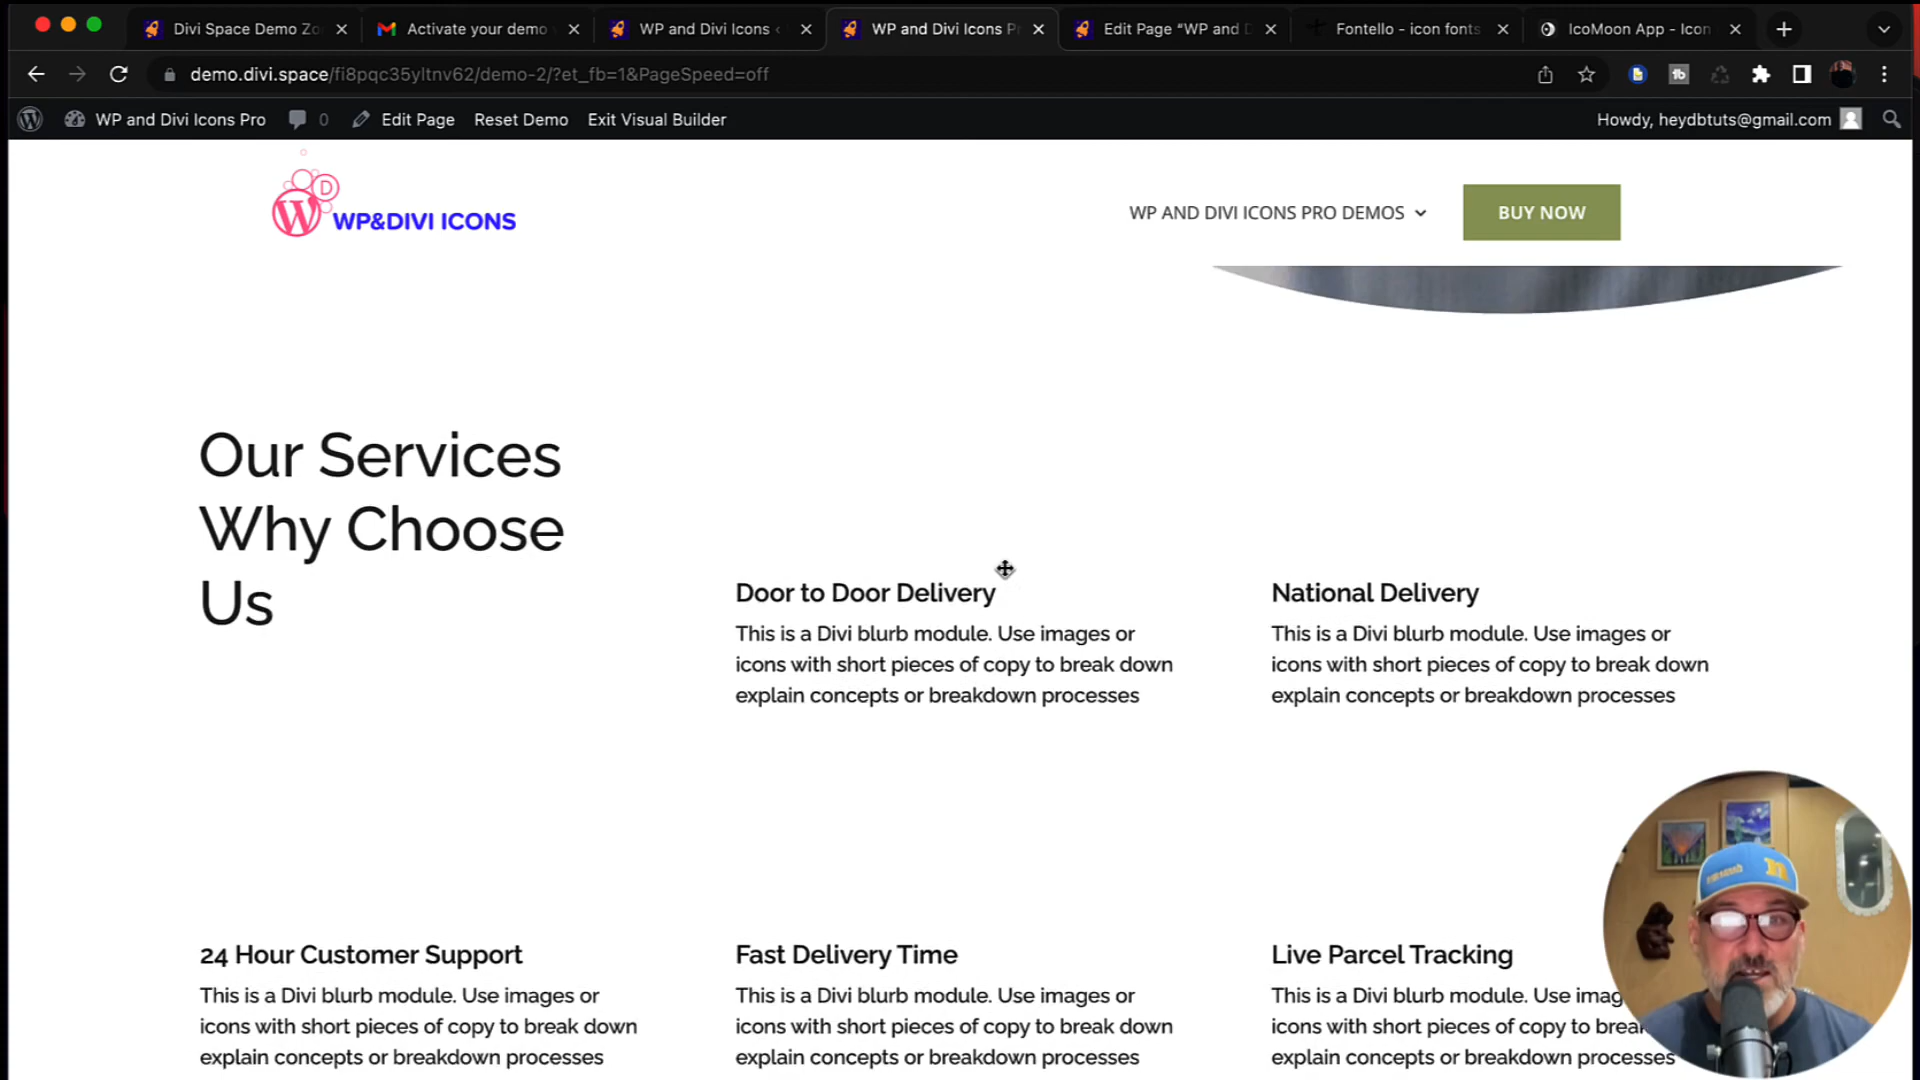 Divi Space Demo Zo
Activate your demo
WP and Divi Icons
WP and Divi Icons P
Edit Page “WP and D
Fontello - icon fonts
IcoMoon App - Icon
demo.divi.space/fi8pqc35yltnv62/demo-2/?et_fb=1&PageSpeed=off
WP and Divi Icons Pro
0
Edit Page
Reset Demo
Exit Visual Builder
Howdy, heydbtuts@gmail.com
WP&DIVI ICONS
WP AND DIVI ICONS PRO DEMOS
BUY NOW
Our Services
Why Choose
Us
Door to Door Delivery
This is a Divi blurb module. Use images or
icons with short pieces of copy to break down
explain concepts or breakdown processes
National Delivery
This is a Divi blurb module. Use images or
icons with short pieces of copy to break down
explain concepts or breakdown processes
24 Hour Customer Support
This is a Divi blurb module. Use images or
icons with short pieces of copy to break down
explain concepts or breakdown processes
Fast Delivery Time
This is a Divi blurb module. Use images or
icons with short pieces of copy to break down
explain concepts or breakdown processes
Live Parcel Tracking
This is a Divi blurb module. Use imag
icons with short pieces of copy to brea
explain concepts or breakdown processes